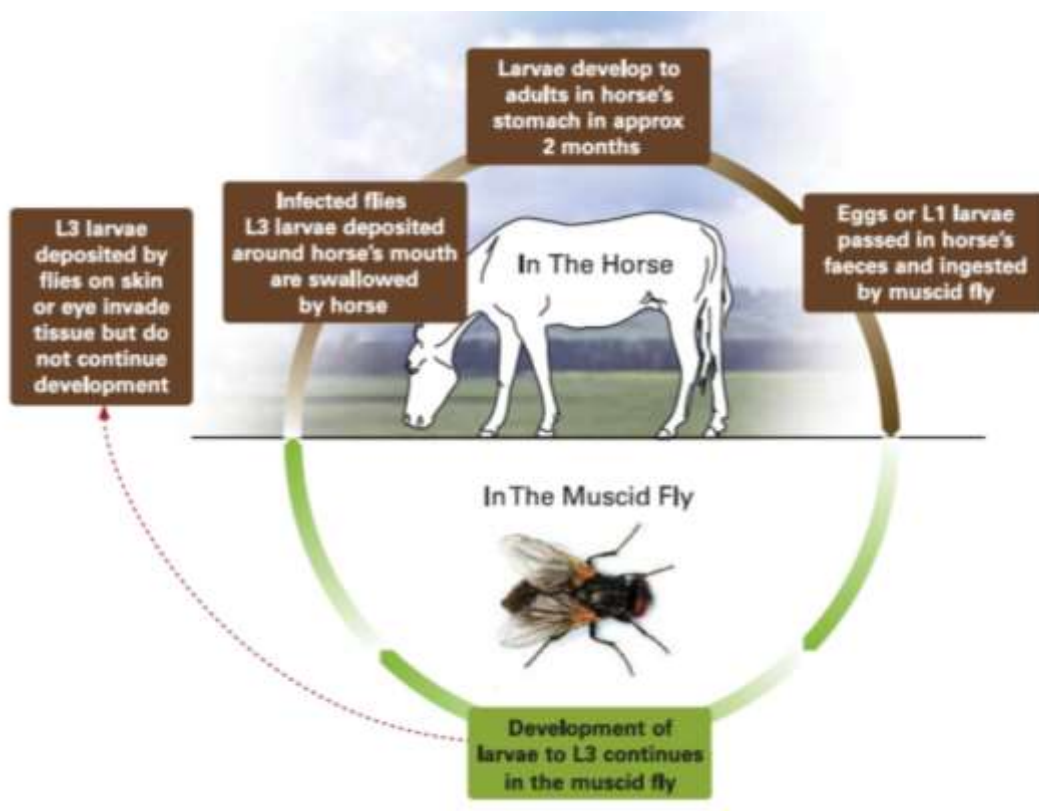 Larvae develop to
adults in horse's
stomach in approx
2 months
Infected flies
L3 larvae deposited
around horse's mouth
are swallowed
by horse
L3 larvae
deposited by
flies on skin
or eye invade
tissue but do
not continue
development
Eggs or L1 larvae
passed in horse's
faeces and ingested
by muscid fly
In The Horse
In The Muscid Fly
Development of
larvae to L3 continues
in the muscid fly